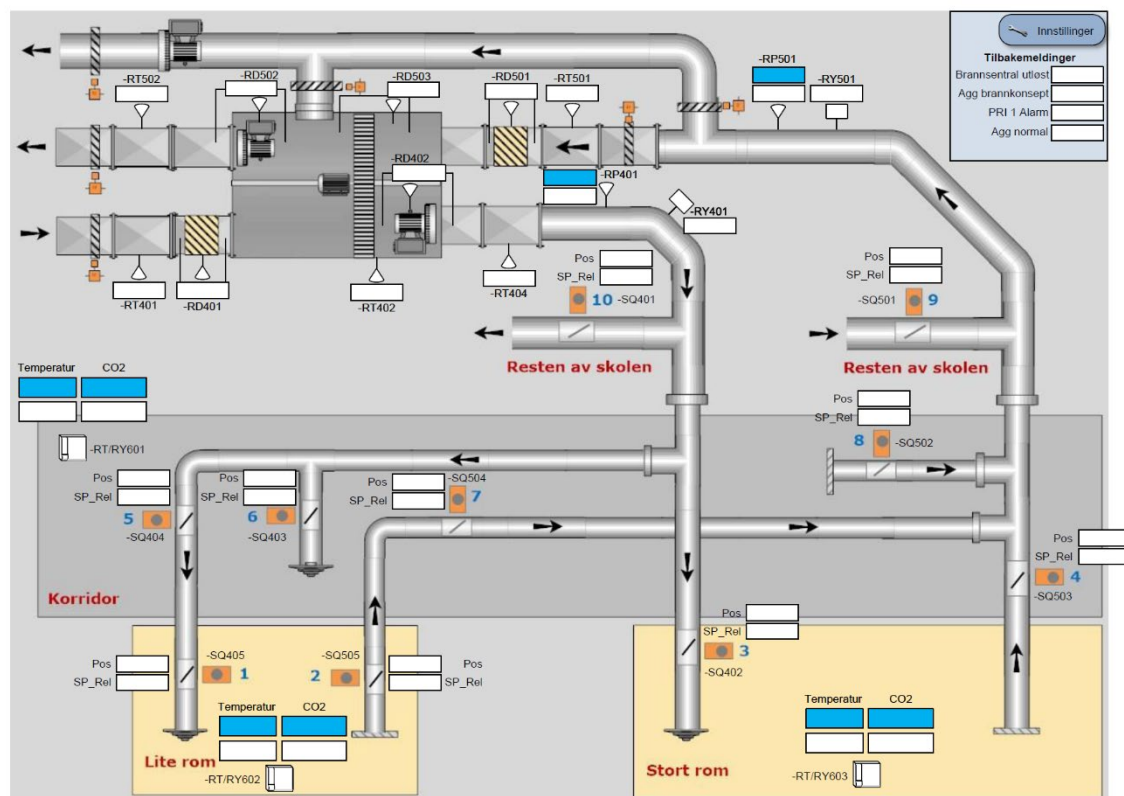 Innstillinger
Tilbakemeldinger
Brannsentral utløst
Agg brannkonsept
PRI 1 Alarm
Agg normal
-RT502
-RD502
-RD503
-RD501
-RT501
-RP501
-RY501
-RD402
-RP401
-RY401
-RT401
-RD401
-RT402
-RT404
Pos
SP_Rel
10
-SQ401
Pos
SP_Rel
-SQ501
9
Resten av skolen
Resten av skolen
Temperatur
CO2
-RT/RY601
Pos
SP_Rel
8
-SQ502
Pos
SP_Rel
5
-SQ404
Pos
SP_Rel
6
-SQ403
Pos
SP_Rel
-SQ504
7
Pos
SP_Rel
4
-SQ503
Korridor
Pos
SP_Rel
-SQ405
1
-SQ505
2
Pos
SP_Rel
Pos
SP_Rel
3
-SQ402
Temperatur
CO2
Lite rom
-RT/RY602
Temperatur
CO2
Stort rom
-RT/RY603